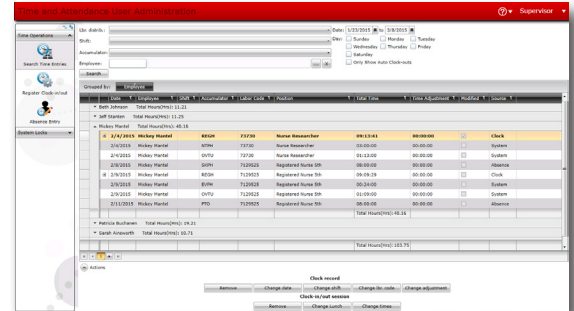 Time and Attendance User Administration
Supervisor
Time Operations
Search Time Entries
Register Clock-in/out
Absence Entry
System Locks
Lbr. distrib.:
Date: 1/23/2015 to 3/8/2015
Shift:
Day: Sunday Monday Tuesday
Wednesday Thursday Friday
Saturday
Accumulator:
Employee:
Only Show Auto Clock-outs
Search
Grouped by: Employee
Date Employee Shift Accumulator Labor Code Position Total Time Time Adjustment Modified Source
Beth Johnson Total Hours(Hrs): 11.21
Jeff Stanten Total Hours(Hrs): 11.25
Mickey Mantel Total Hours(Hrs): 48.16
2/4/2015 Mickey Mantel REGH 73730 Nurse Researcher 09:13:41 00:00:00 Clock
2/4/2015 Mickey Mantel NTPH 73730 Nurse Researcher 03:00:00 00:00:00 System
2/4/2015 Mickey Mantel OVTU 73730 Nurse Researcher 01:13:00 00:00:00 System
2/8/2015 Mickey Mantel 7129525 Registered Nurse 5th 08:00:00 00:00:00 Absence
2/9/2015 Mickey Mantel REGH 7129525 Registered Nurse 5th 09:09:29 00:00:00 Clock
2/9/2015 Mickey Mantel EVPH 7129525 Registered Nurse 5th 00:24:00 00:00:00 System
2/9/2015 Mickey Mantel OVTU 7129525 Registered Nurse 5th 01:09:00 00:00:00 System
2/11/2015 Mickey Mantel PTO 7129525 Registered Nurse 5th 08:00:00 00:00:00 Absence
Total Hours(Hrs): 48.16
Patricia Buchanen Total Hours(Hrs): 19.21
Sarah Ainsworth Total Hours(Hrs): 10.71
Total Hours(Hrs): 103.75
1
Actions
Clock record
Remove Change date Change shift Change lbr. code Change adjustment
Clock-in/out session
Remove Change Lunch Change times